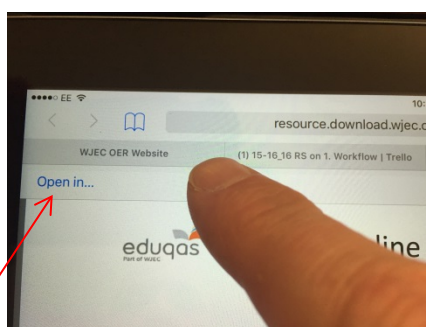 EE 10:
resource.download.wjec.c
WJEC OER Website (1) 15-16_16 RS on 1. Workflow | Trello
Open in...
eduqas line
Part of WJEC